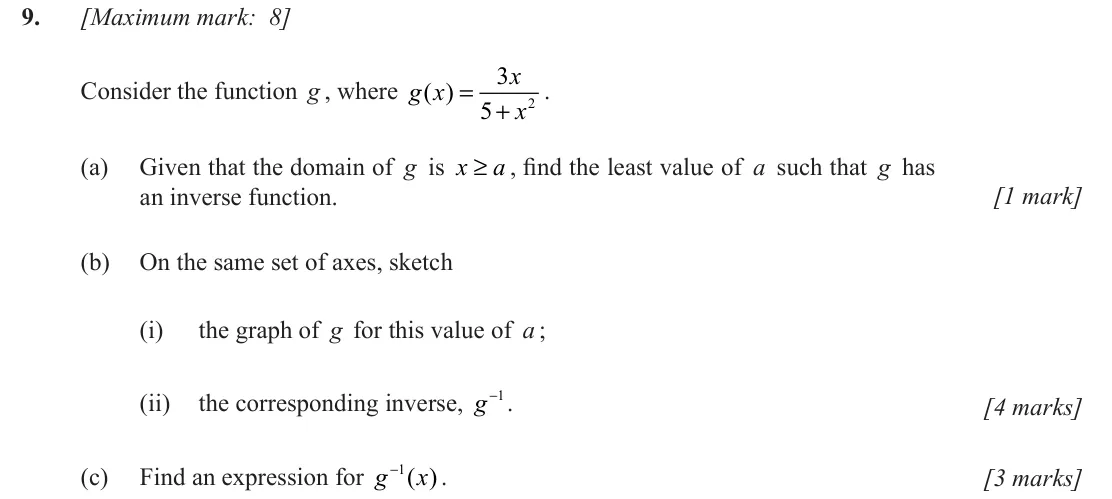 9. [Maximum mark: 8]
Consider the function g, where g(x) = 3x / (5 + x²).
(a) Given that the domain of g is x ≥ a, find the least value of a such that g has
an inverse function. [1 mark]
(b) On the same set of axes, sketch
(i) the graph of g for this value of a;
(ii) the corresponding inverse, g⁻¹. [4 marks]
(c) Find an expression for g⁻¹(x). [3 marks]